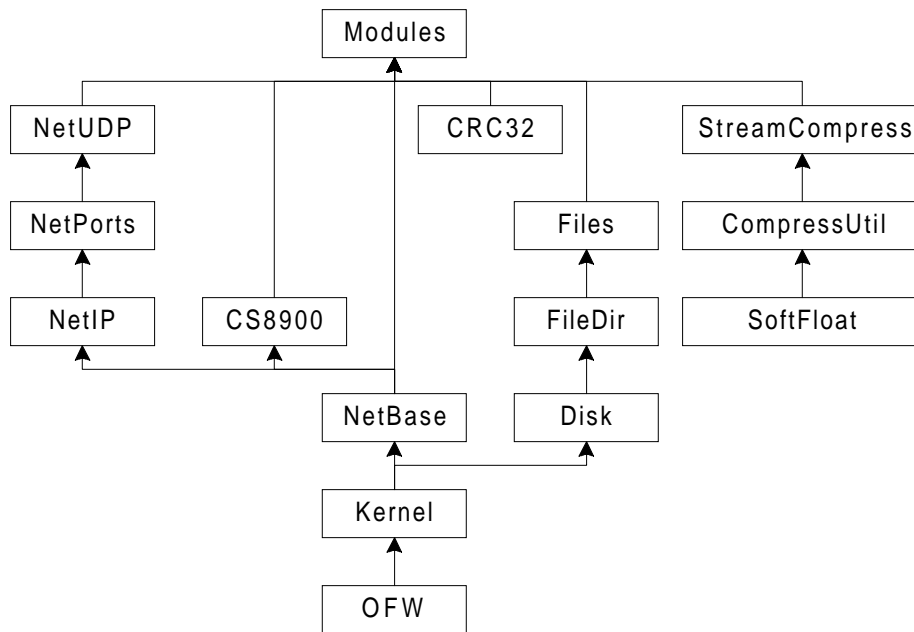 Modules
NetUDP
CRC32
StreamCompress
NetPorts
Files
CompressUtil
NetIP
CS8900
FileDir
SoftFloat
NetBase
Disk
Kernel
OFW